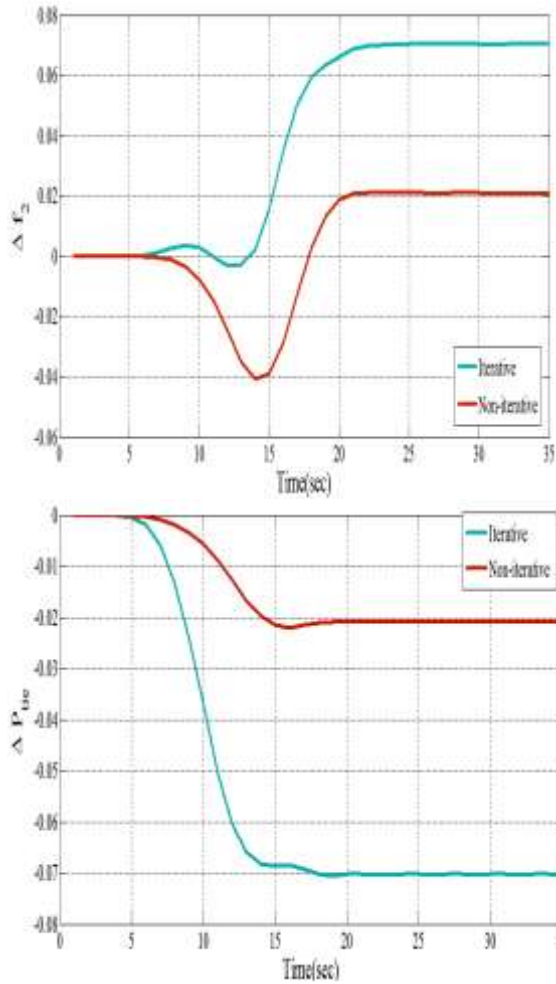 0.08
0.06
0.04
0.02
0
-0.02
-0.04
-0.06
Δ f2
Iterative
Non-iterative
0 5 10 15 20 25 30 35
Time(sec)
0
-0.01
-0.02
-0.03
-0.04
-0.05
-0.06
-0.07
-0.08
Δ Ptie
Iterative
Non-iterative
0 5 10 15 20 25 30 35
Time(sec)